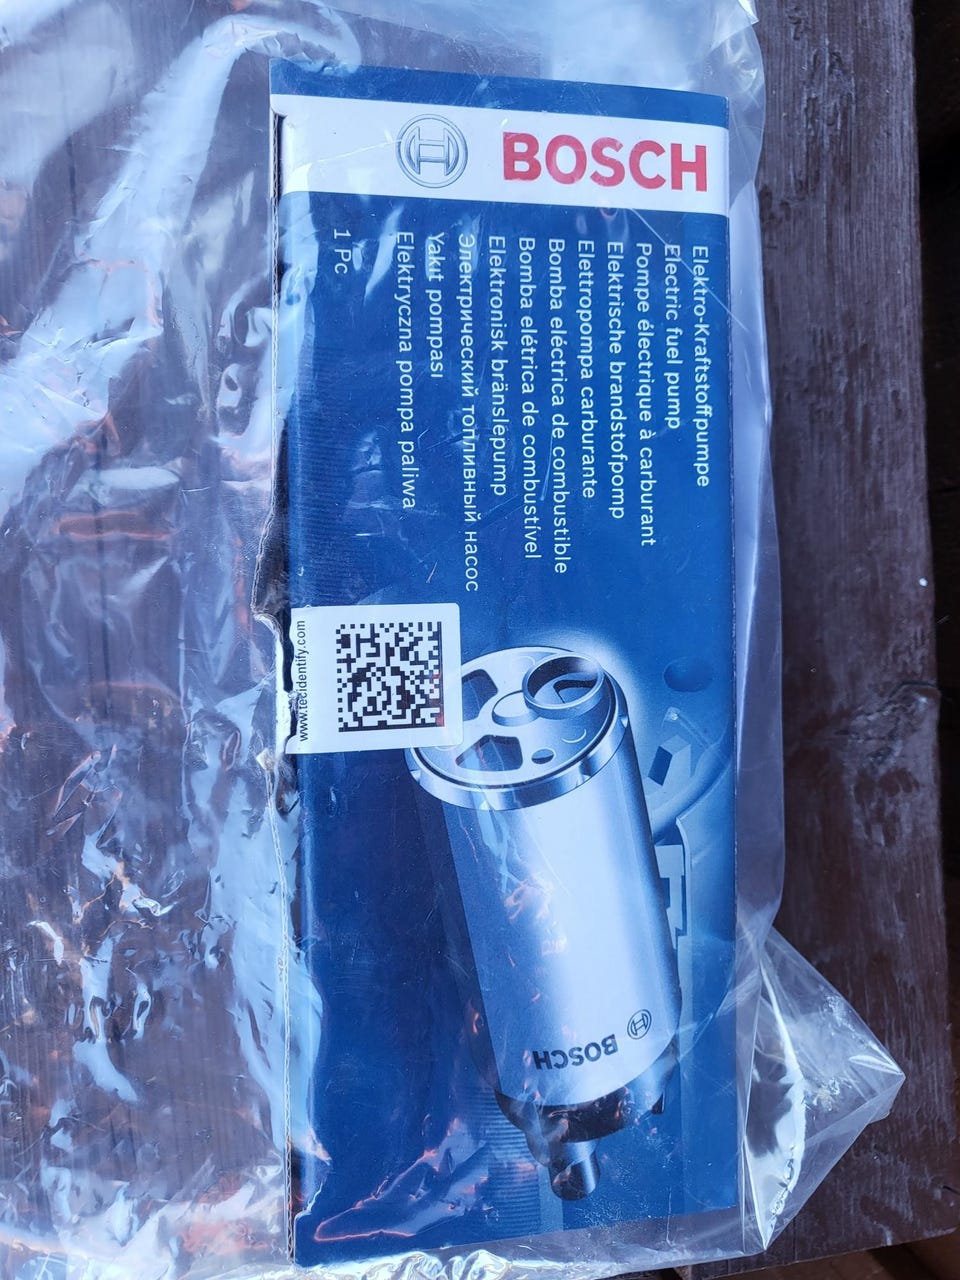 BOSCH
Elektro-Kraftstoffpumpe
Electric fuel pump
Pompe électrique à carburant
Elektrische brandstofpomp
Elettropompa carburante
Bomba eléctrica de combustible
Bomba elétrica de combustível
Elektronisk bränslepump
Электрический топливный насос
Yakıt pompası
Elektryczna pompa paliwa
1 Pc
www.tecidentify.com
BOSCH